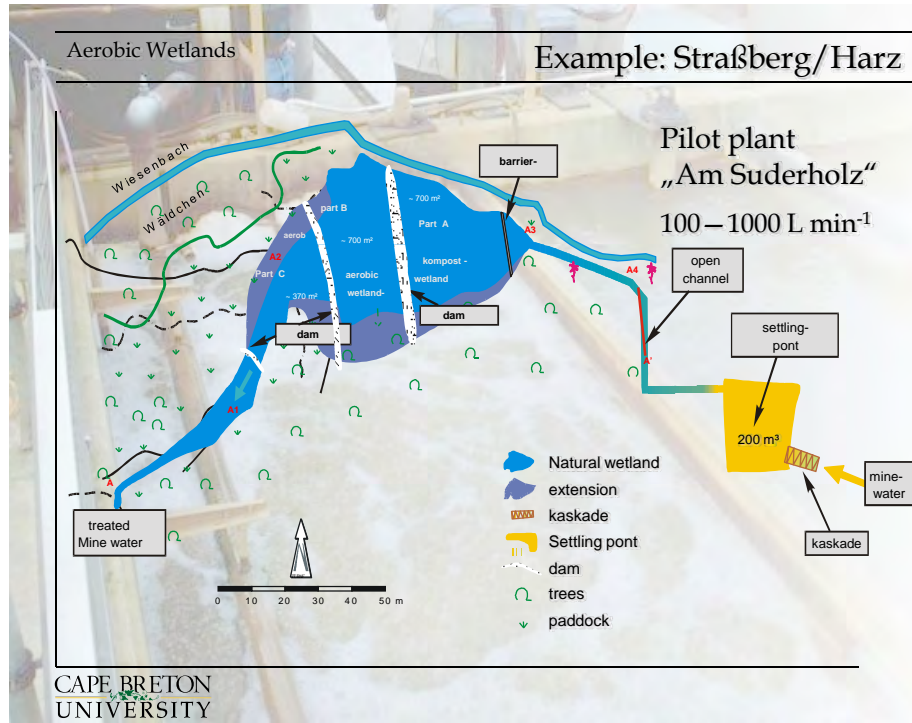 Aerobic Wetlands
Example: Straßberg/Harz
Pilot plant
„Am Suderholz“
100–1000 L min-1
Wiesenbach
Wäldchen
barrier-
part B
~ 700 m²
Part A
A3
aerob
A2
~ 700 m²
Part C
aerobic
wetland-
kompost -
wetland
A4
open
channel
~ 370 m²
dam
dam
settling-
pont
A'
A1
200 m³
A
treated
Mine water
mine-
water
kaskade
Natural wetland
extension
kaskade
Settling pont
dam
trees
paddock
0 10 20 30 40 50 m
CAPE BRETON
UNIVERSITY